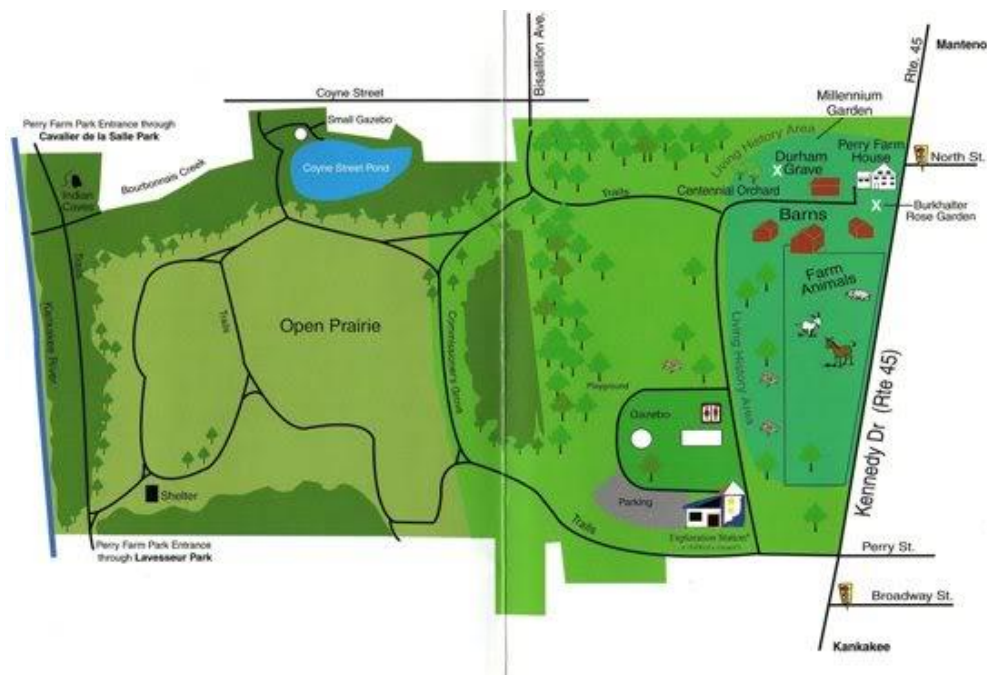 Bisaillion Ave.
Rte. 45
Manteno
Coyne Street
Millennium
Garden
Perry Farm Park Entrance through
Cavalier de la Salle Park
Small Gazebo
Living History Area
Perry Farm
House
Durham
Grave
North St.
Bourbonnais Creek
Coyne Street Pond
Indian
Caves
Trails
Centennial Orchard
X
X
Burkhalter
Rose Garden
Barns
Trails
Farm
Animals
Kankakee River
Trails
Open Prairie
Commissioner's Grove
Living History Area
Kennedy Dr (Rte 45)
Playground
Gazebo
Shelter
Parking
Trails
Exploration Station
Perry Farm Park Entrance
through Lavesseur Park
Perry St.
Broadway St.
Kankakee